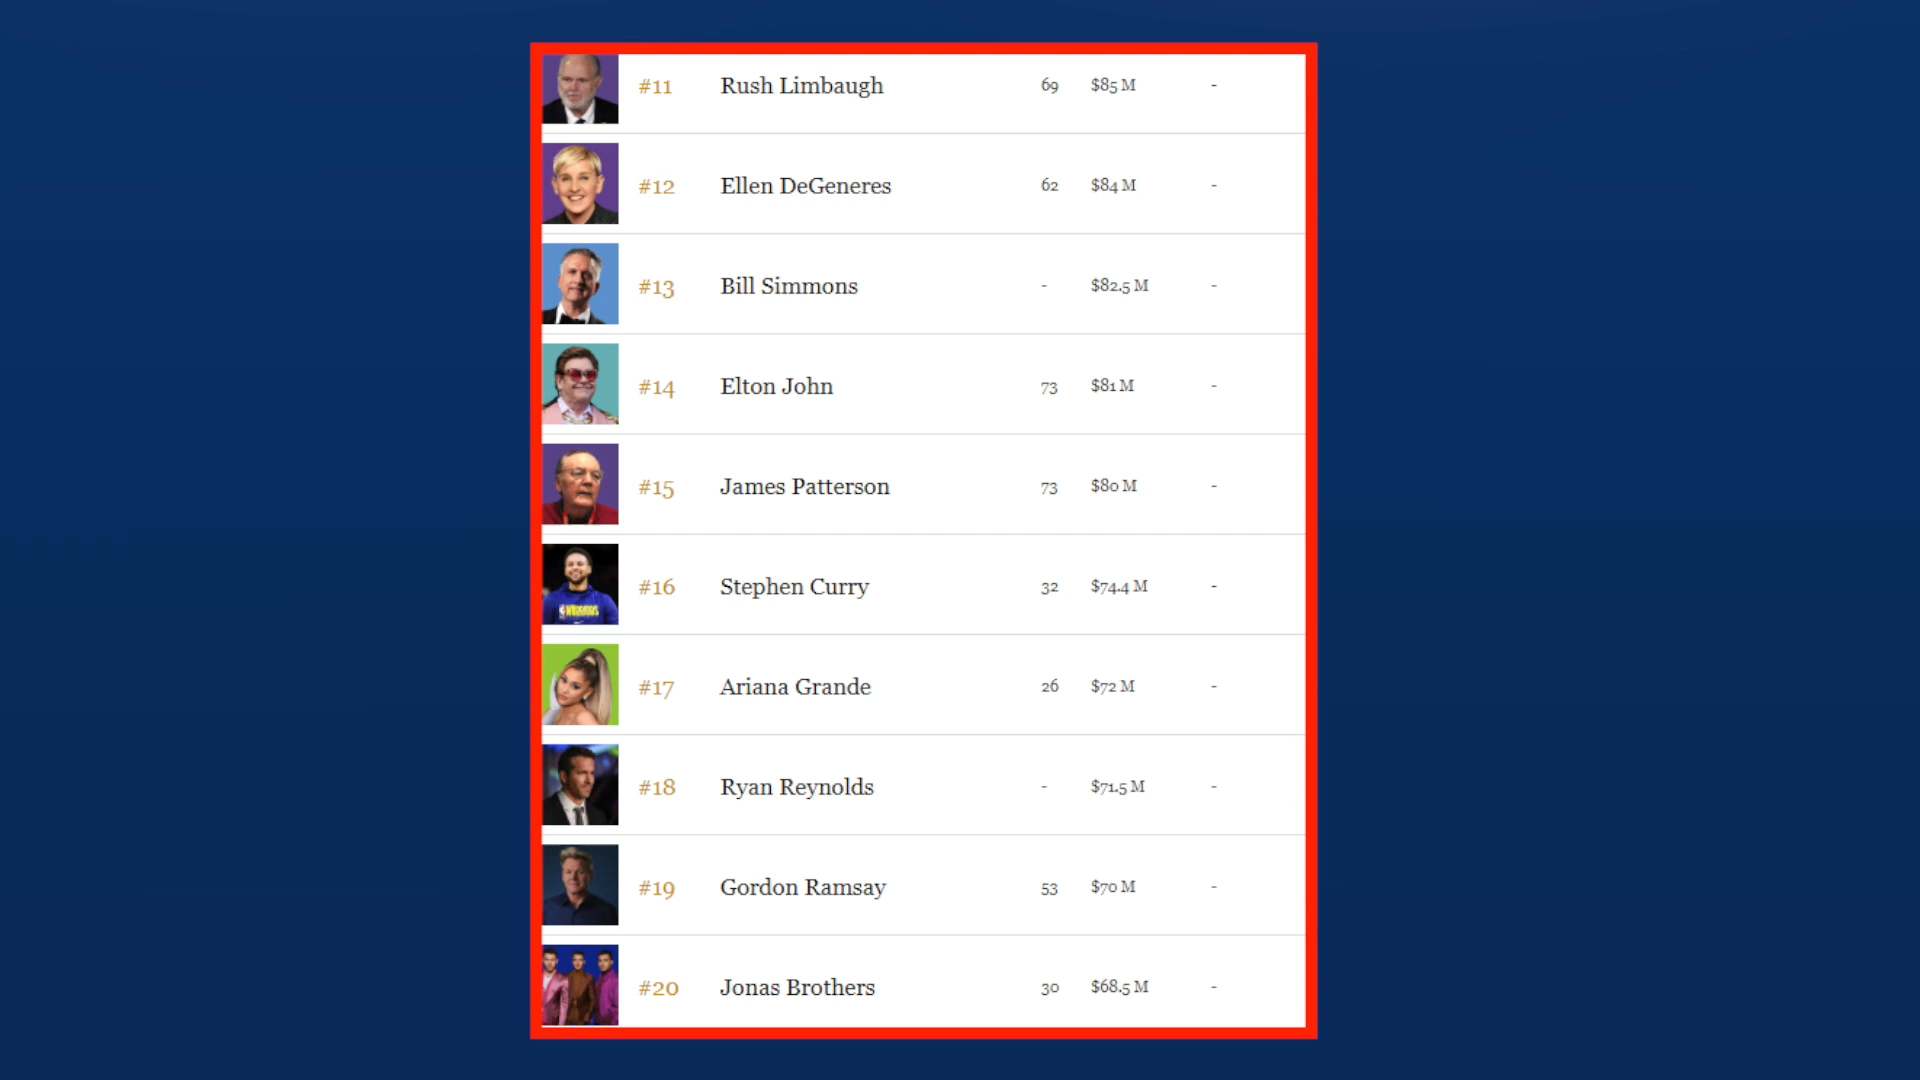 #11 Rush Limbaugh 69 $85 M -
#12 Ellen DeGeneres 62 $84 M -
#13 Bill Simmons - $82.5 M -
#14 Elton John 73 $81 M -
#15 James Patterson 73 $80 M -
#16 Stephen Curry 32 $74.4 M -
#17 Ariana Grande 26 $72 M -
#18 Ryan Reynolds - $71.5 M -
#19 Gordon Ramsay 53 $70 M -
#20 Jonas Brothers 30 $68.5 M -